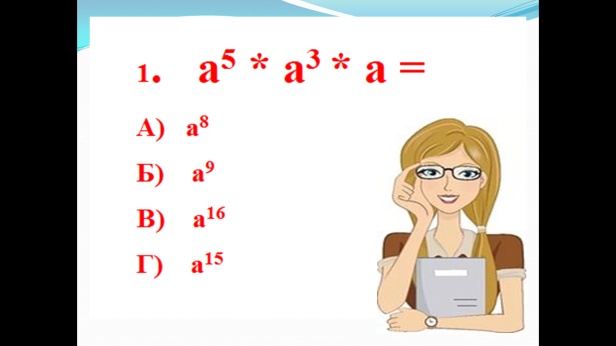 1. a⁵ * a³ * a =
А) a⁸
Б) a⁹
В) a¹⁶
Г) a¹⁵